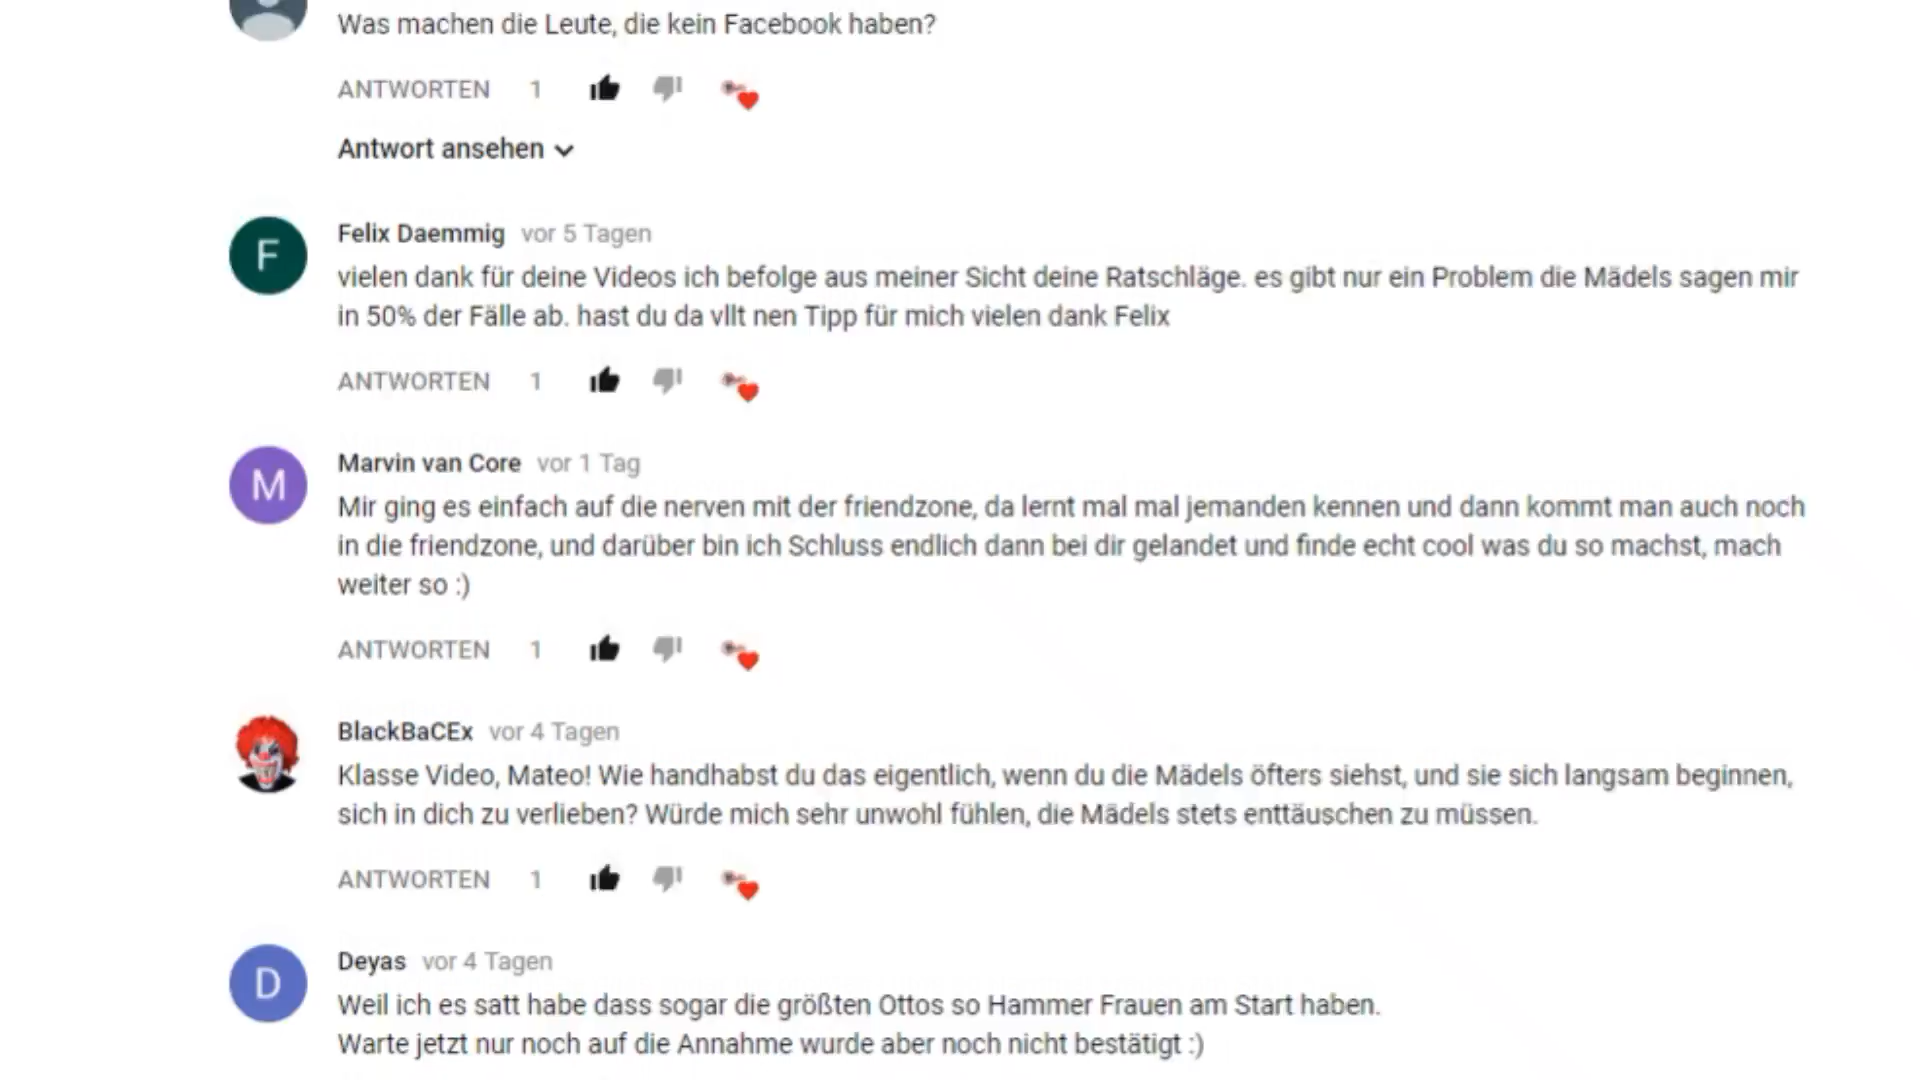 Was machen die Leute, die kein Facebook haben?
ANTWORTEN 1
Antwort ansehen
F
Felix Daemmig vor 5 Tagen
vielen dank für deine Videos ich befolge aus meiner Sicht deine Ratschläge. es gibt nur ein Problem die Mädels sagen mir
in 50% der Fälle ab. hast du da vllt nen Tipp für mich vielen dank Felix
ANTWORTEN 1
M
Marvin van Core vor 1 Tag
Mir ging es einfach auf die nerven mit der friendzone, da lernt mal mal jemanden kennen und dann kommt man auch noch
in die friendzone, und darüber bin ich Schluss endlich dann bei dir gelandet und finde echt cool was du so machst, mach
weiter so :)
ANTWORTEN 1
BlackBaCEx vor 4 Tagen
Klasse Video, Mateo! Wie handhabst du das eigentlich, wenn du die Mädels öfters siehst, und sie sich langsam beginnen,
sich in dich zu verlieben? Würde mich sehr unwohl fühlen, die Mädels stets enttäuschen zu müssen.
ANTWORTEN 1
D
Deyas vor 4 Tagen
Weil ich es satt habe dass sogar die größten Ottos so Hammer Frauen am Start haben.
Warte jetzt nur noch auf die Annahme wurde aber noch nicht bestätigt :)